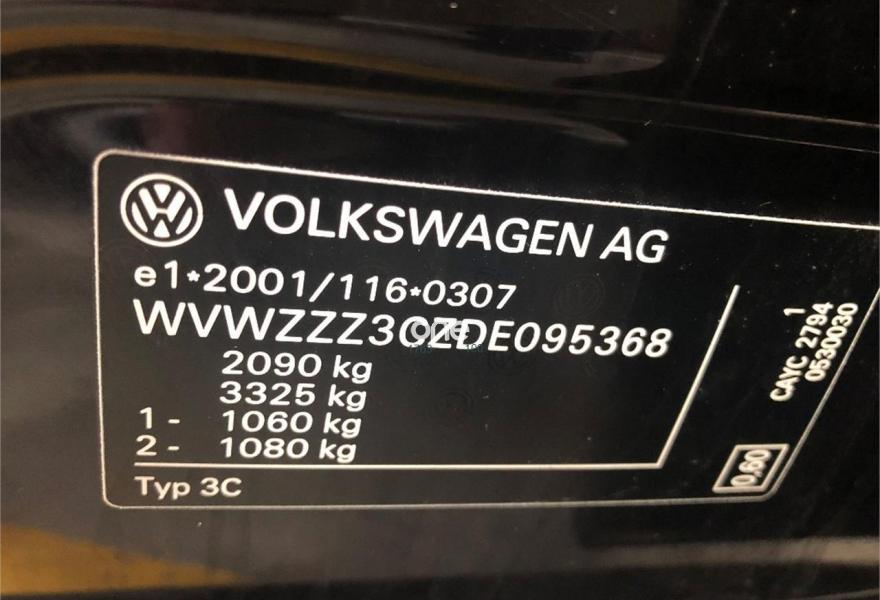 VOLKSWAGEN AG
e1*2001/116*0307
WVWZZZ3CZDE095368
2090 kg
3325 kg
1 - 1060 kg
2 - 1080 kg
Typ 3C
1
CAYC 2794
0530030
0,60
one